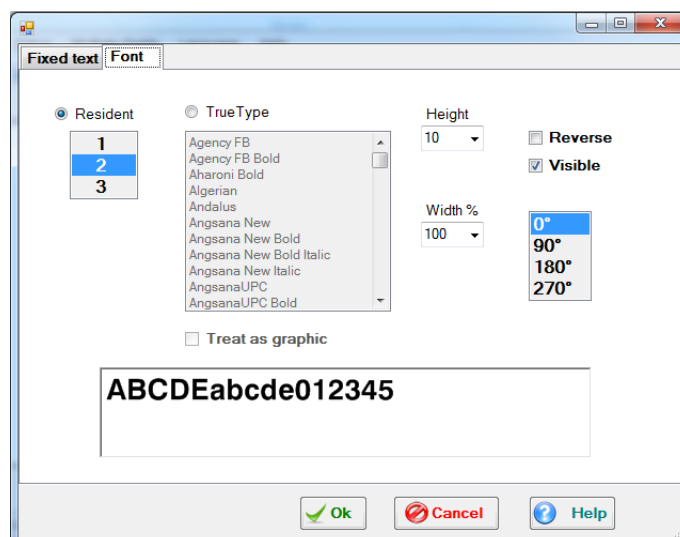 Fixed text Font
Resident
1
2
3
TrueType
Agency FB
Agency FB Bold
Aharoni Bold
Algerian
Andalus
Angsana New
Angsana New Bold
Angsana New Bold Italic
Angsana New Italic
AngsanaUPC
AngsanaUPC Bold
Treat as graphic
Height
10
Width %
100
Reverse
Visible
0°
90°
180°
270°
ABCDEabcde012345
Ok Cancel Help